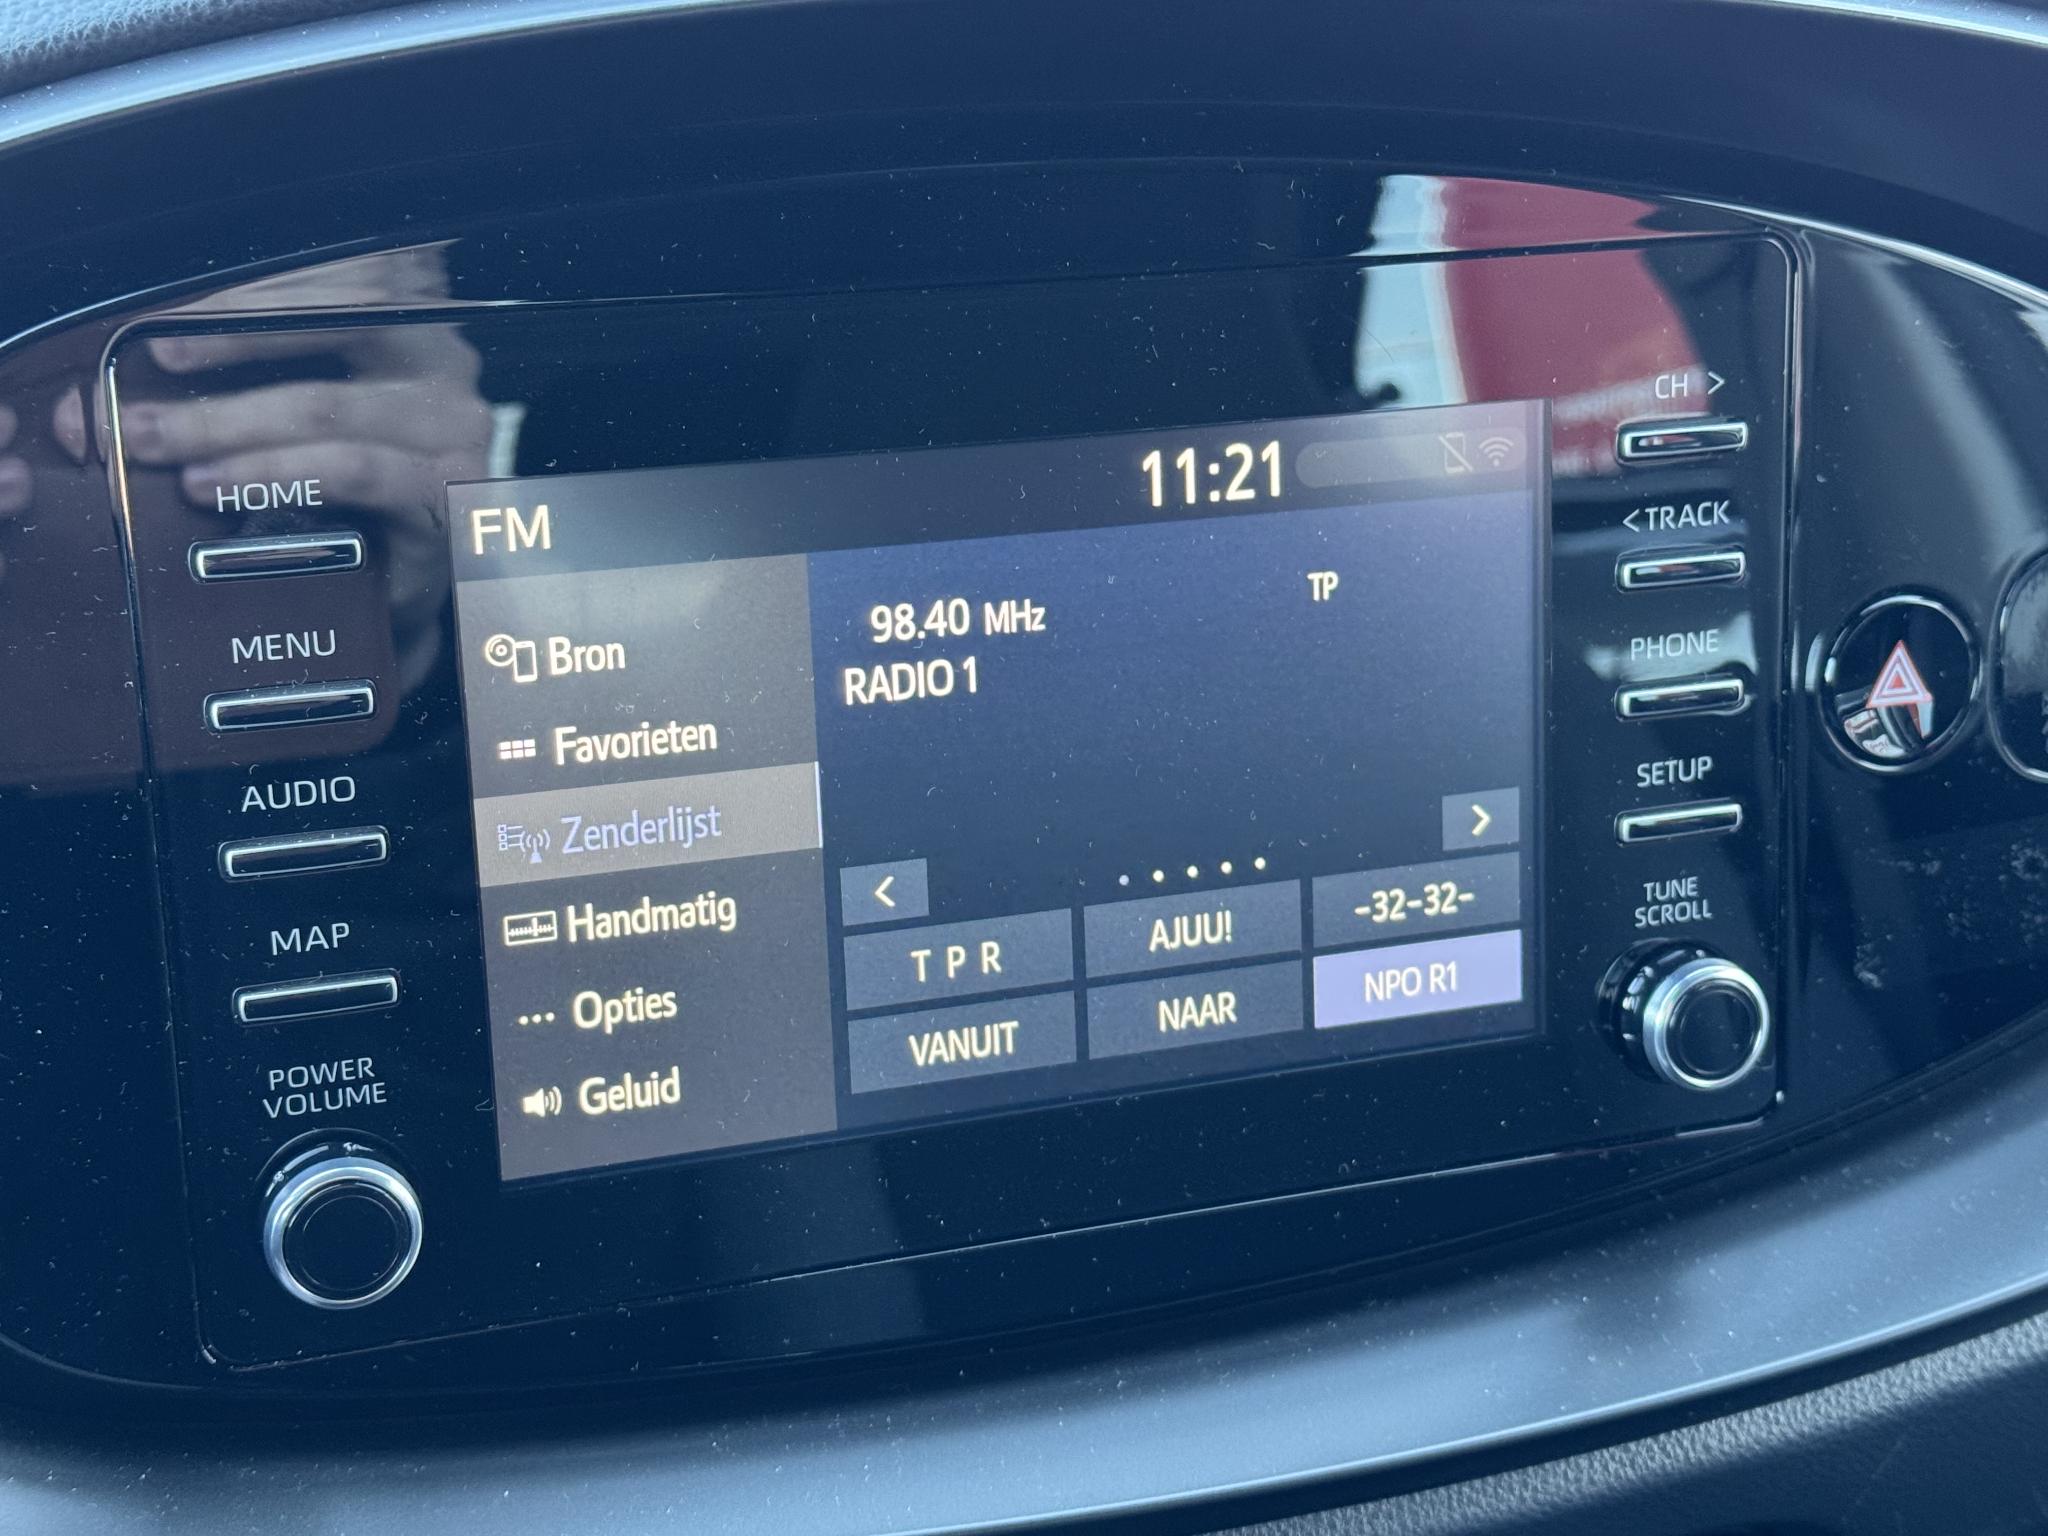 HOME
MENU
AUDIO
MAP
POWER
VOLUME
FM
11:21
Bron
Favorieten
Zenderlijst
Handmatig
Opties
Geluid
98.40 MHz
TP
RADIO 1
<
>
T P R
AJUU!
-32-32-
VANUIT
NAAR
NPO R1
CH >
< TRACK
PHONE
SETUP
TUNE
SCROLL